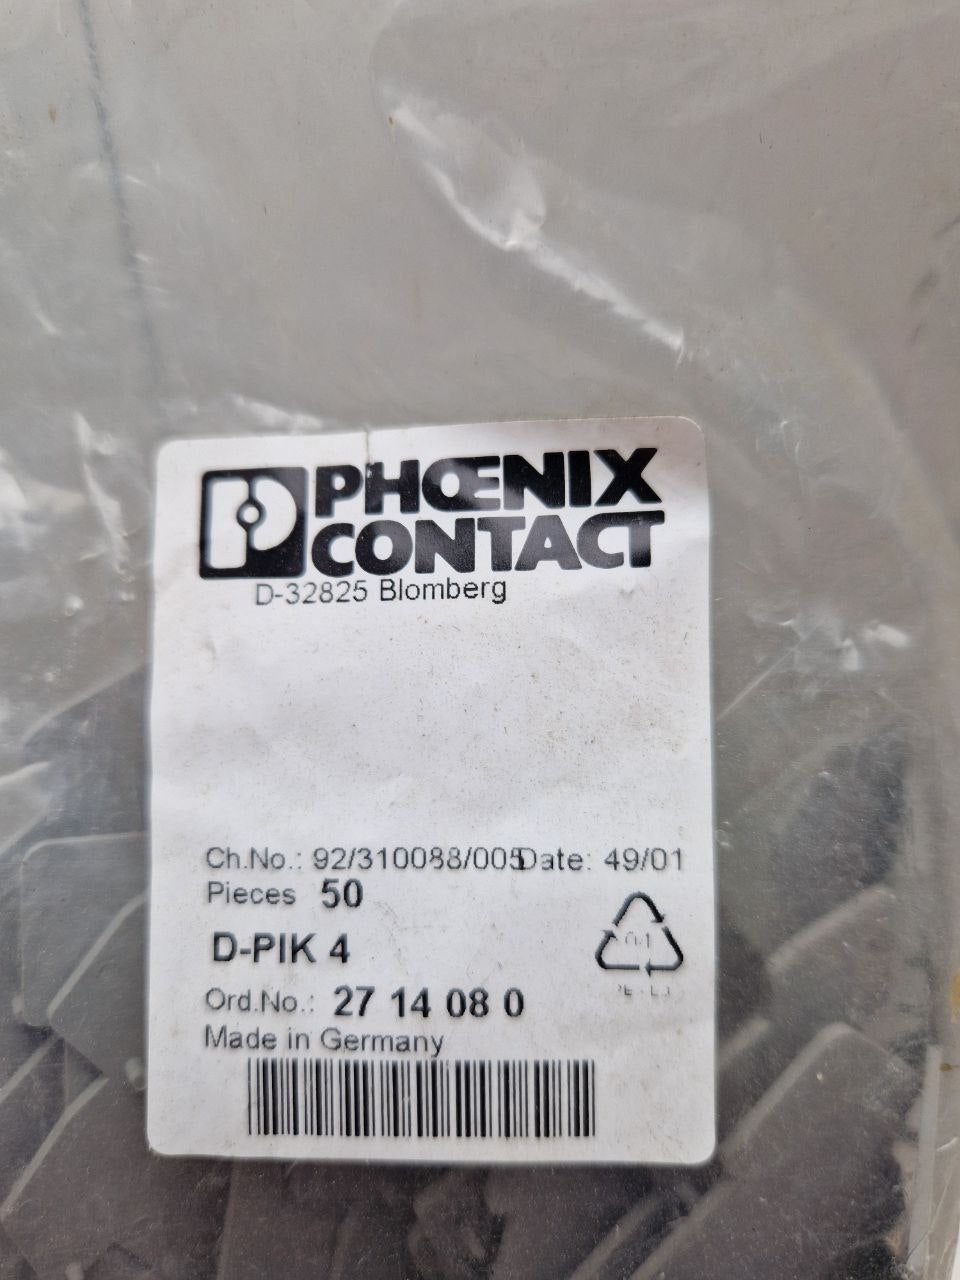 PHŒNIX
CONTACT
D-32825 Blomberg
Ch.No.: 92/310088/005 Date: 49/01
Pieces 50
D-PIK 4
Ord.No.: 27 14 08 0
Made in Germany